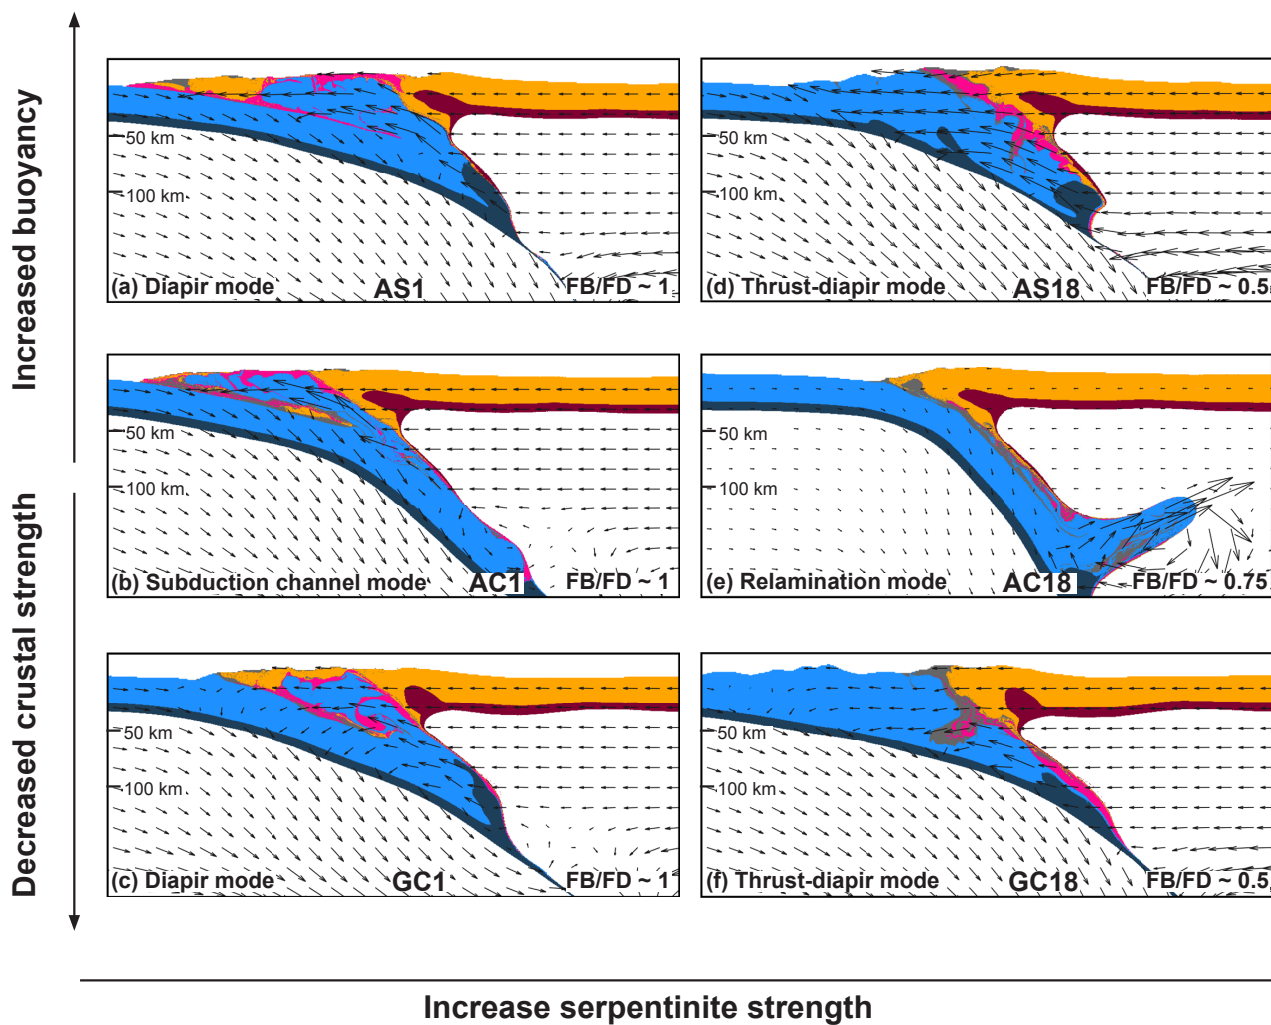 Increased buoyancy
Decreased crustal strength
50 km
100 km
(a) Diapir mode AS1 FB/FD ~ 1
50 km
100 km
(d) Thrust-diapir mode AS18 FB/FD ~ 0.5
50 km
100 km
(b) Subduction channel mode AC1 FB/FD ~ 1
50 km
100 km
(e) Relamination mode AC18 FB/FD ~ 0.75
50 km
100 km
(c) Diapir mode GC1 FB/FD ~ 1
50 km
100 km
(f) Thrust-diapir mode GC18 FB/FD ~ 0.5
Increase serpentinite strength